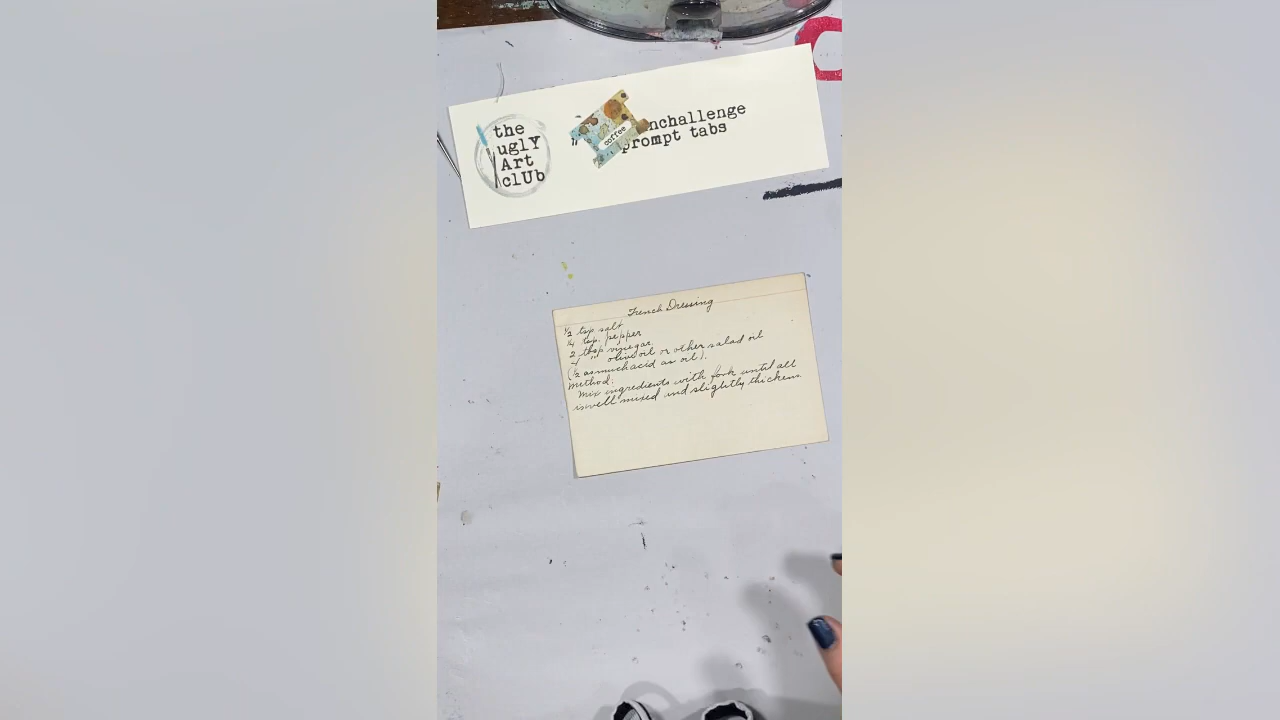 the
uglY
Art
clUb
nchallenge
prompt tabs
coffee
French Dressing
1/2 tsp salt
1/4 tsp. pepper
2 tbsp vinegar
4 " olive oil or other salad oil
(1/2 as much acid as oil).
Method:
Mix ingredients with fork until all
is well mixed and slightly thickens.